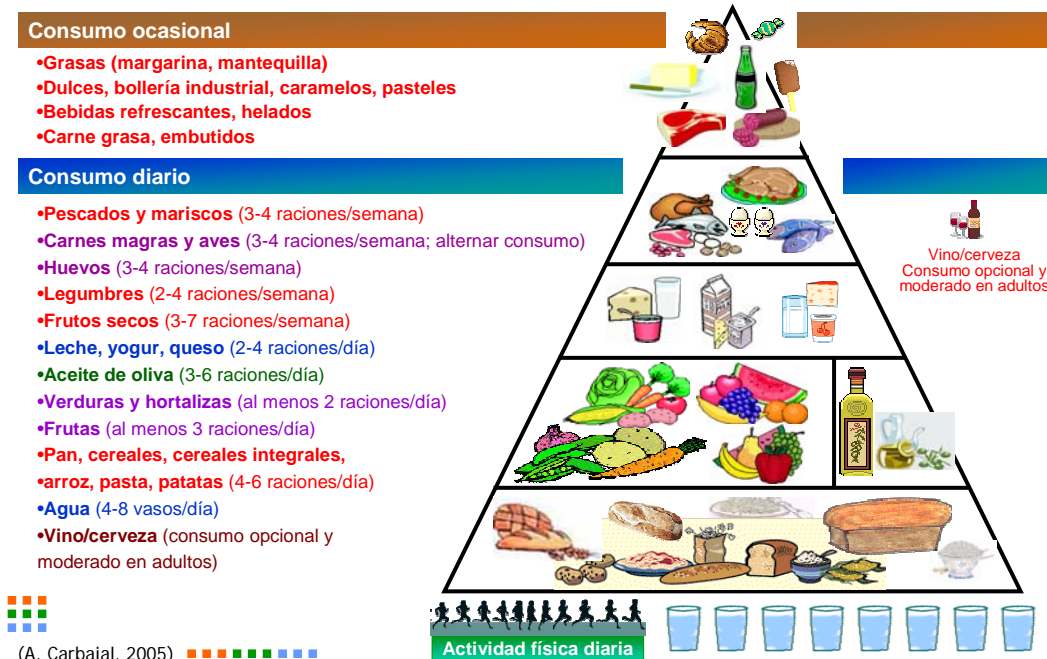 Consumo ocasional
•Grasas (margarina, mantequilla)
•Dulces, bollería industrial, caramelos, pasteles
•Bebidas refrescantes, helados
•Carne grasa, embutidos
Consumo diario
•Pescados y mariscos (3-4 raciones/semana)
•Carnes magras y aves (3-4 raciones/semana; alternar consumo)
•Huevos (3-4 raciones/semana)
•Legumbres (2-4 raciones/semana)
•Frutos secos (3-7 raciones/semana)
•Leche, yogur, queso (2-4 raciones/día)
•Aceite de oliva (3-6 raciones/día)
•Verduras y hortalizas (al menos 2 raciones/día)
•Frutas (al menos 3 raciones/día)
•Pan, cereales, cereales integrales,
•arroz, pasta, patatas (4-6 raciones/día)
•Agua (4-8 vasos/día)
•Vino/cerveza (consumo opcional y
moderado en adultos)
Vino/cerveza
Consumo opcional y
moderado en adultos
Actividad física diaria
(A. Carbajal, 2005)